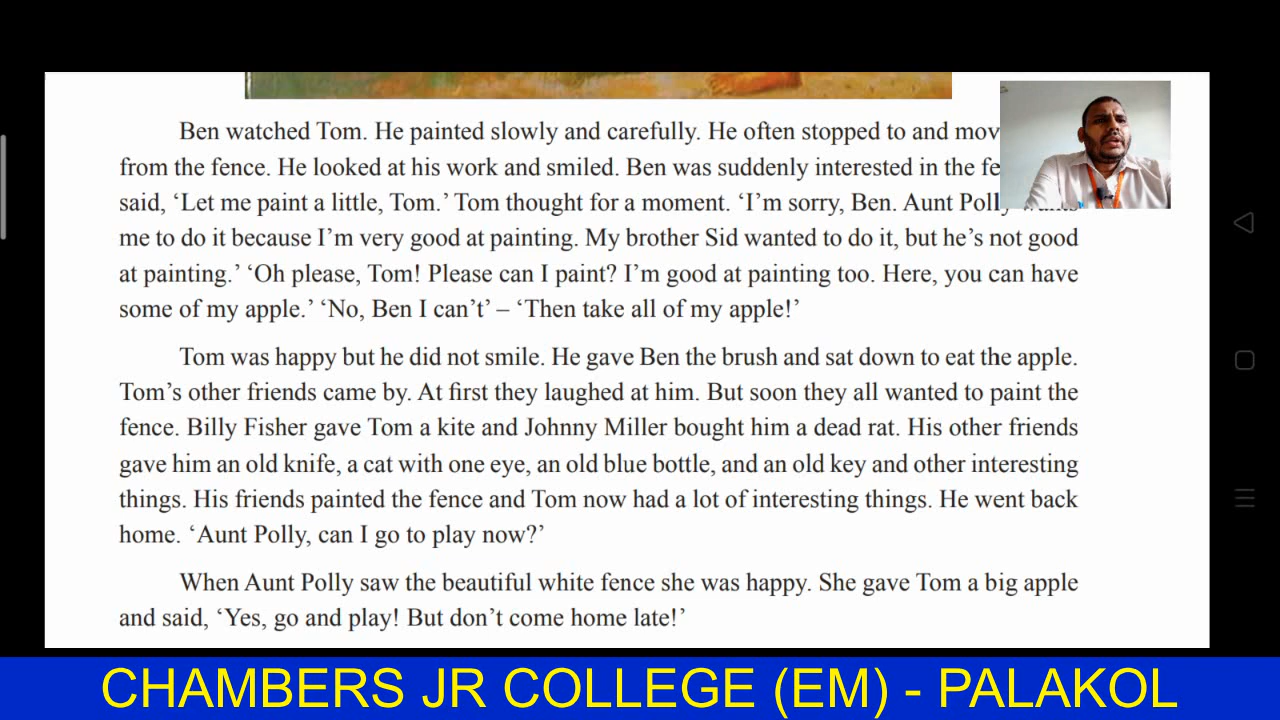 Ben watched Tom. He painted slowly and carefully. He often stopped to and mov
from the fence. He looked at his work and smiled. Ben was suddenly interested in the fe
said, ‘Let me paint a little, Tom.’ Tom thought for a moment. ‘I’m sorry, Ben. Aunt Polly
me to do it because I’m very good at painting. My brother Sid wanted to do it, but he’s not good
at painting.’ ‘Oh please, Tom! Please can I paint? I’m good at painting too. Here, you can have
some of my apple.’ ‘No, Ben I can’t’ – ‘Then take all of my apple!’
Tom was happy but he did not smile. He gave Ben the brush and sat down to eat the apple.
Tom’s other friends came by. At first they laughed at him. But soon they all wanted to paint the
fence. Billy Fisher gave Tom a kite and Johnny Miller bought him a dead rat. His other friends
gave him an old knife, a cat with one eye, an old blue bottle, and an old key and other interesting
things. His friends painted the fence and Tom now had a lot of interesting things. He went back
home. ‘Aunt Polly, can I go to play now?’
When Aunt Polly saw the beautiful white fence she was happy. She gave Tom a big apple
and said, ‘Yes, go and play! But don’t come home late!’
CHAMBERS JR COLLEGE (EM) - PALAKOL